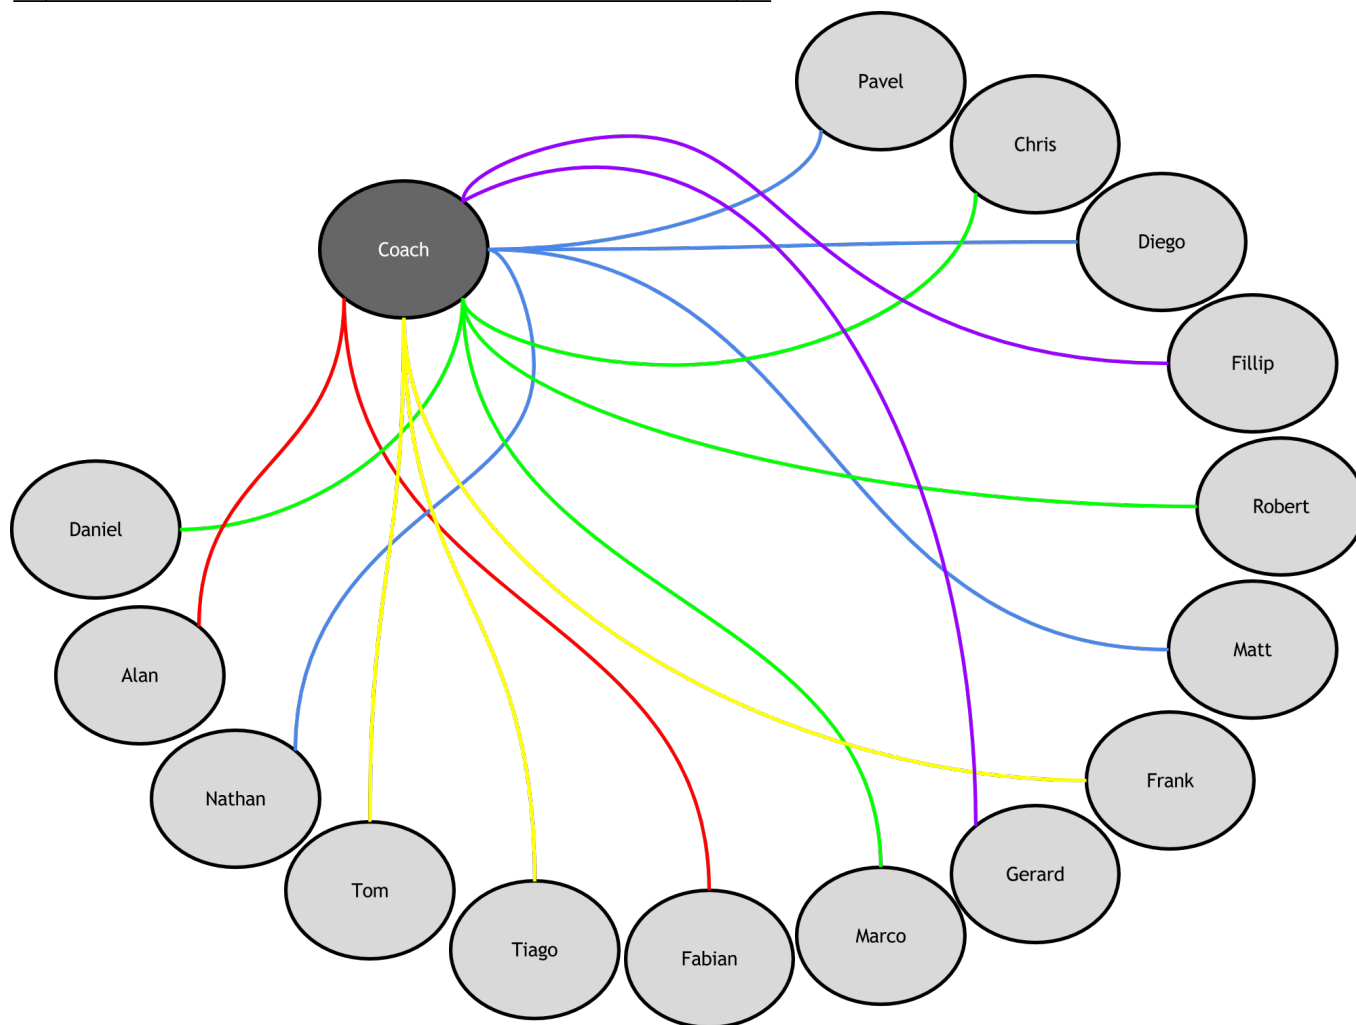 Pavel
Chris
Coach
Diego
Fillip
Robert
Daniel
Matt
Alan
Frank
Nathan
Gerard
Tom
Marco
Tiago
Fabian